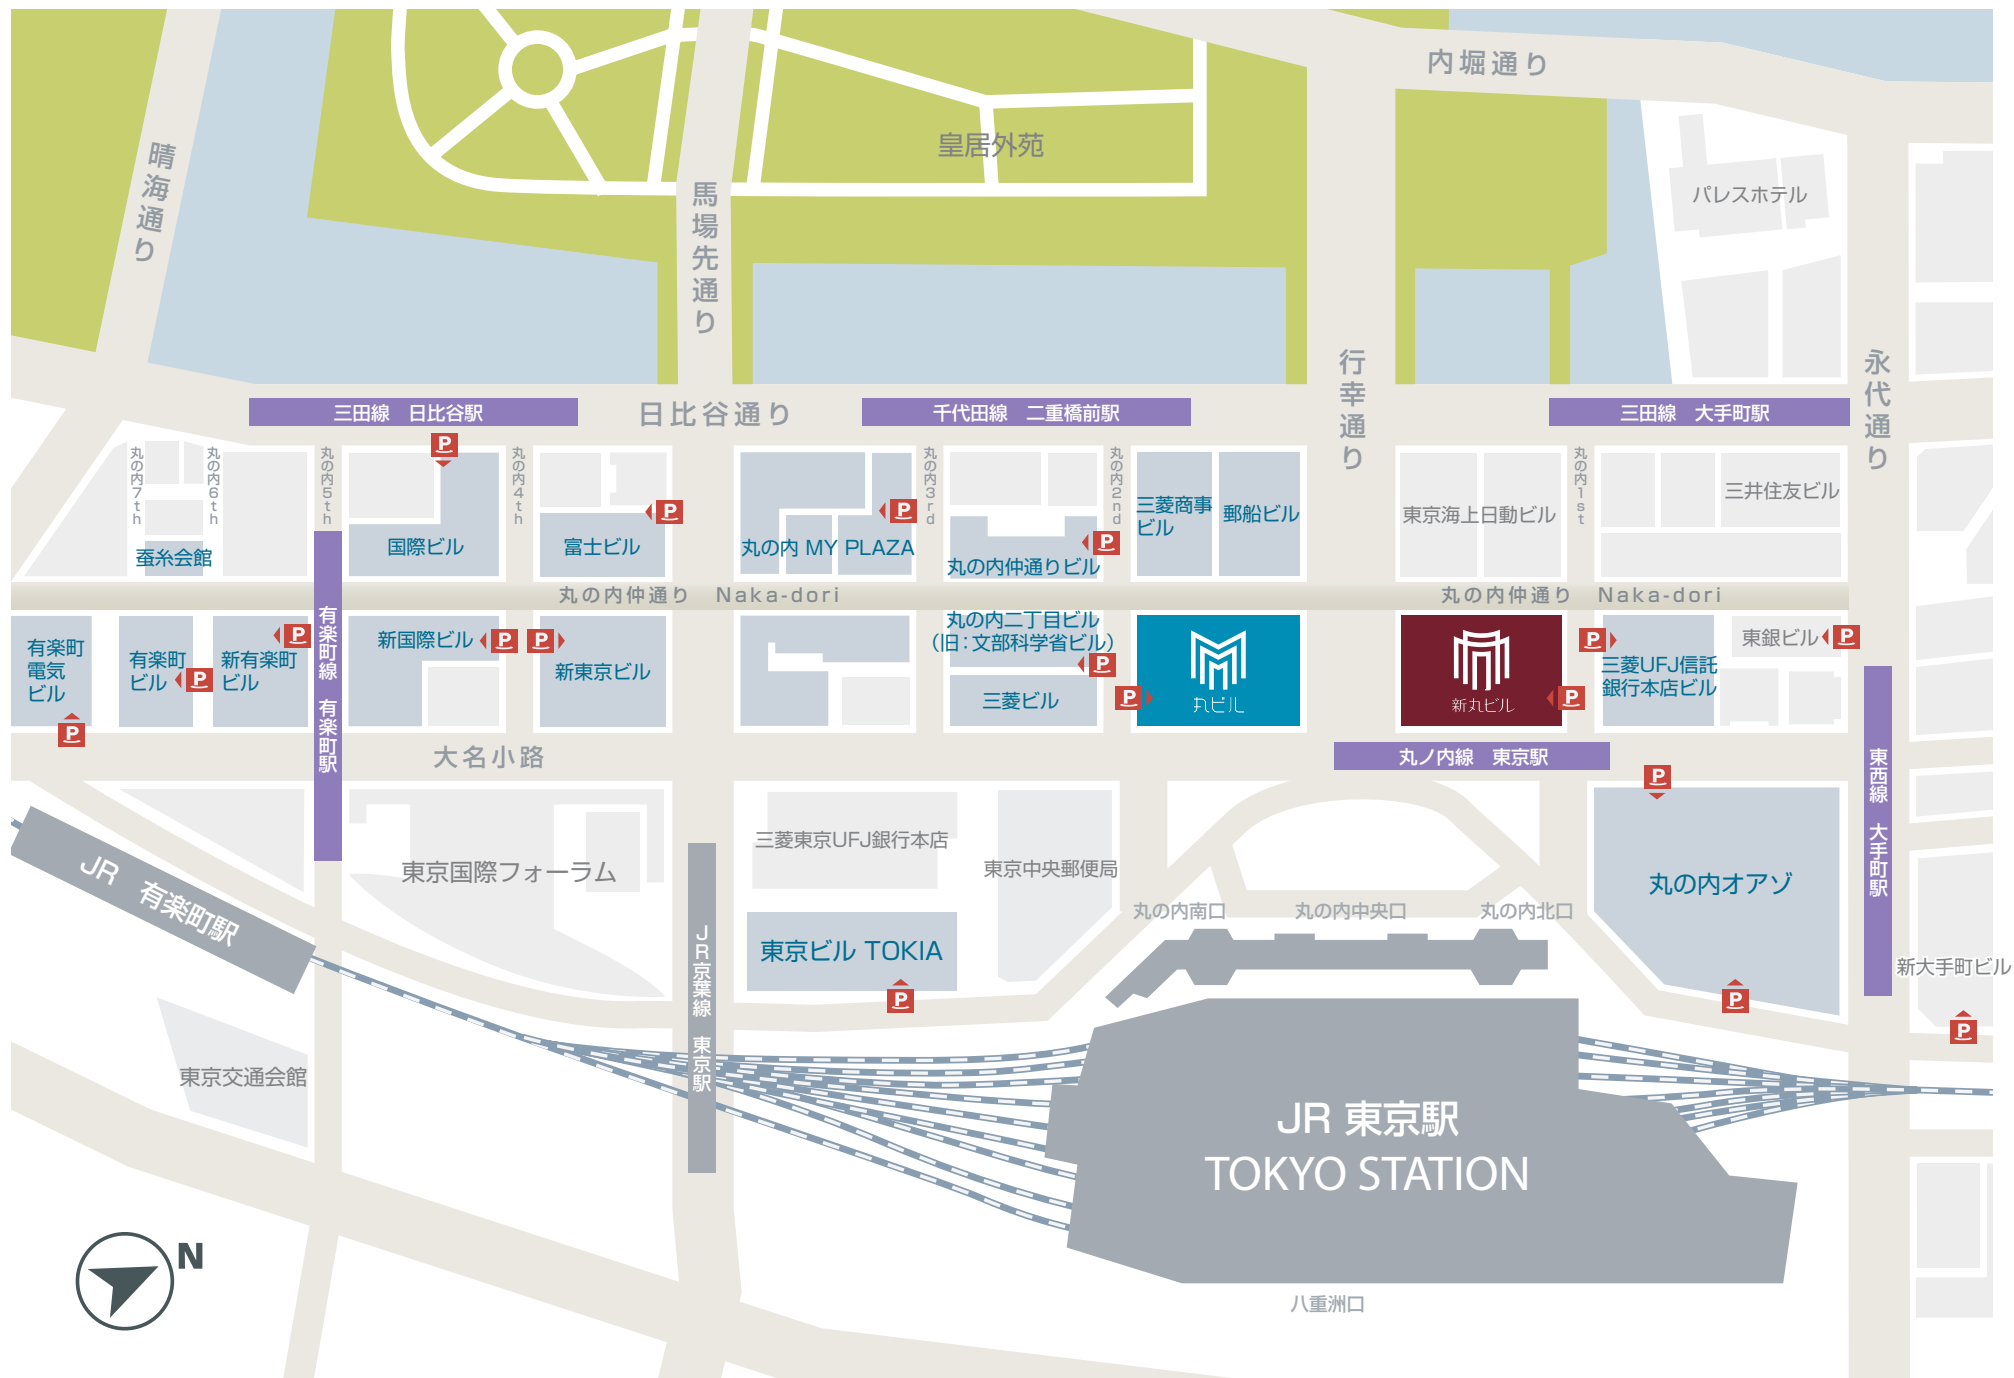 内堀通り
晴海通り
皇居外苑
馬場先通り
パレスホテル
行幸通り
永代通り
三田線 日比谷駅
日比谷通り
千代田線 二重橋前駅
三田線 大手町駅
P
丸の内7th
丸の内6th
丸の内5th
丸の内4th
丸の内3rd
丸の内2nd
丸の内1st
P
P
P
蚕糸会館
国際ビル
富士ビル
丸の内 MY PLAZA
丸の内仲通りビル
三菱商事
ビル
郵船ビル
東京海上日動ビル
三井住友ビル
丸の内仲通り Naka-dori
丸の内仲通り Naka-dori
有楽町
電気
ビル
P
有楽町
ビル
P
新有楽町
ビル
P
有楽町線 有楽町駅
新国際ビル
P
P
新東京ビル
丸の内二丁目ビル
（旧：文部科学省ビル）
P
三菱ビル
P
丸ビル
新丸ビル
P
P
三菱UFJ信託
銀行本店ビル
東銀ビル
P
大名小路
丸ノ内線 東京駅
P
東西線 大手町駅
JR 有楽町駅
東京国際フォーラム
三菱東京UFJ銀行本店
東京中央郵便局
丸の内オアゾ
丸の内南口
丸の内中央口
丸の内北口
JR京葉線 東京駅
東京ビル TOKIA
P
P
新大手町ビル
P
東京交通会館
JR 東京駅
TOKYO STATION
N
八重洲口